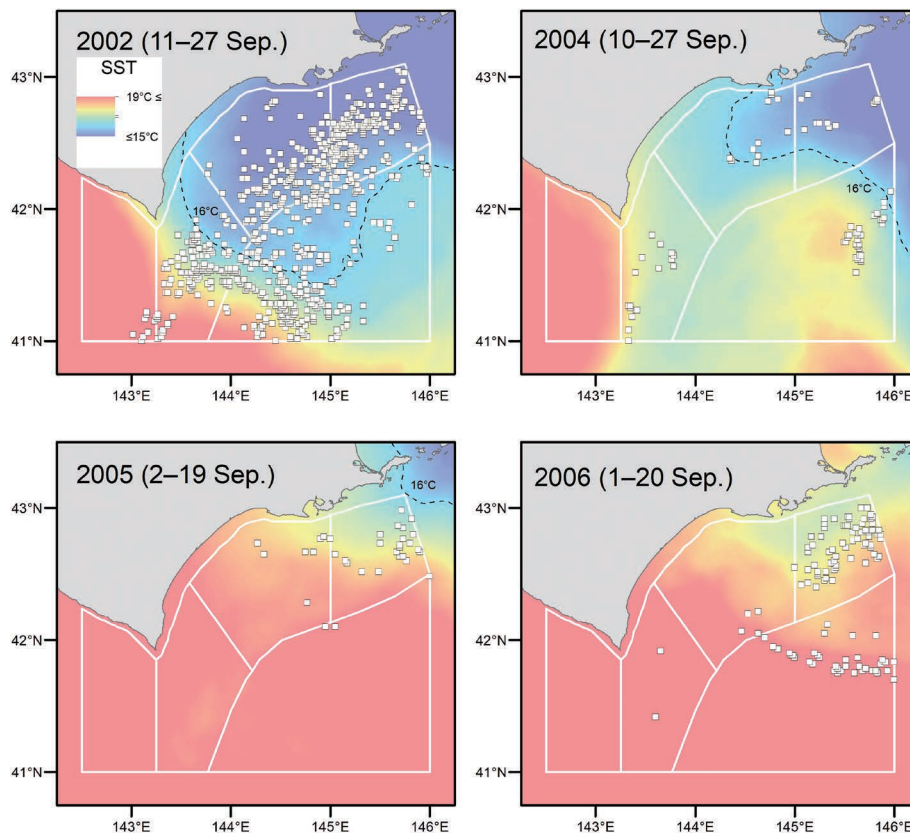 2002 (11–27 Sep.)
SST
19°C ≤
≤15°C
16°C
43°N
42°N
41°N
143°E
144°E
145°E
146°E
2004 (10–27 Sep.)
16°C
43°N
42°N
41°N
143°E
144°E
145°E
146°E
2005 (2–19 Sep.)
16°C
43°N
42°N
41°N
143°E
144°E
145°E
146°E
2006 (1–20 Sep.)
43°N
42°N
41°N
143°E
144°E
145°E
146°E